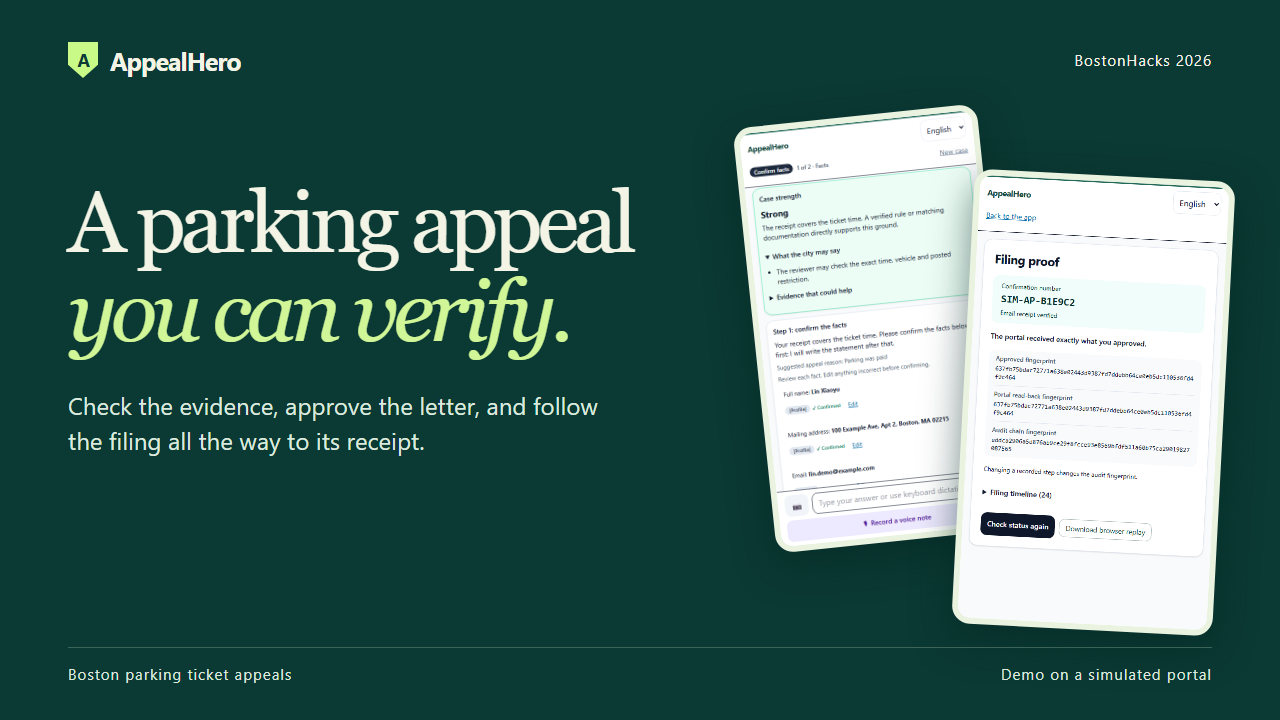 A AppealHero
BostonHacks 2026
A parking appeal
you can verify.
Check the evidence, approve the letter, and follow
the filing all the way to its receipt.
AppealHero
English
Confirm facts 1 of 2 · Facts
New case
Case strength
Strong
The receipt covers the ticket time. A verified rule or matching
documentation directly supports this ground.
▼ What the city may say
• The reviewer may check the exact time, vehicle and posted
restriction.
▶ Evidence that could help
Step 1: confirm the facts
Your receipt covers the ticket time. Please confirm the facts below
first; I will write the statement after that.
Suggested appeal reason: Parking was paid
Review each fact. Edit anything incorrect before confirming.
Full name: Lin Xiaoyu
[Profile] ✓ Confirmed Edit
Mailing address: 100 Example Ave, Apt 2, Boston, MA 02215
[Profile] ✓ Confirmed Edit
Email: lin.demo@example.com
Type your answer or use keyboard
Record a voice note
AppealHero
English
Back to the app
Filing proof
Confirmation number
SIM-AP-B1E9C2
Email receipt verified
The portal received exactly what you approved.
Approved fingerprint
Portal read-back fingerprint
Audit chain fingerprint
Changing a recorded step changes the audit fingerprint.
▶ Filing timeline (24)
Check status again
Download browser replay
Boston parking ticket appeals
Demo on a simulated portal